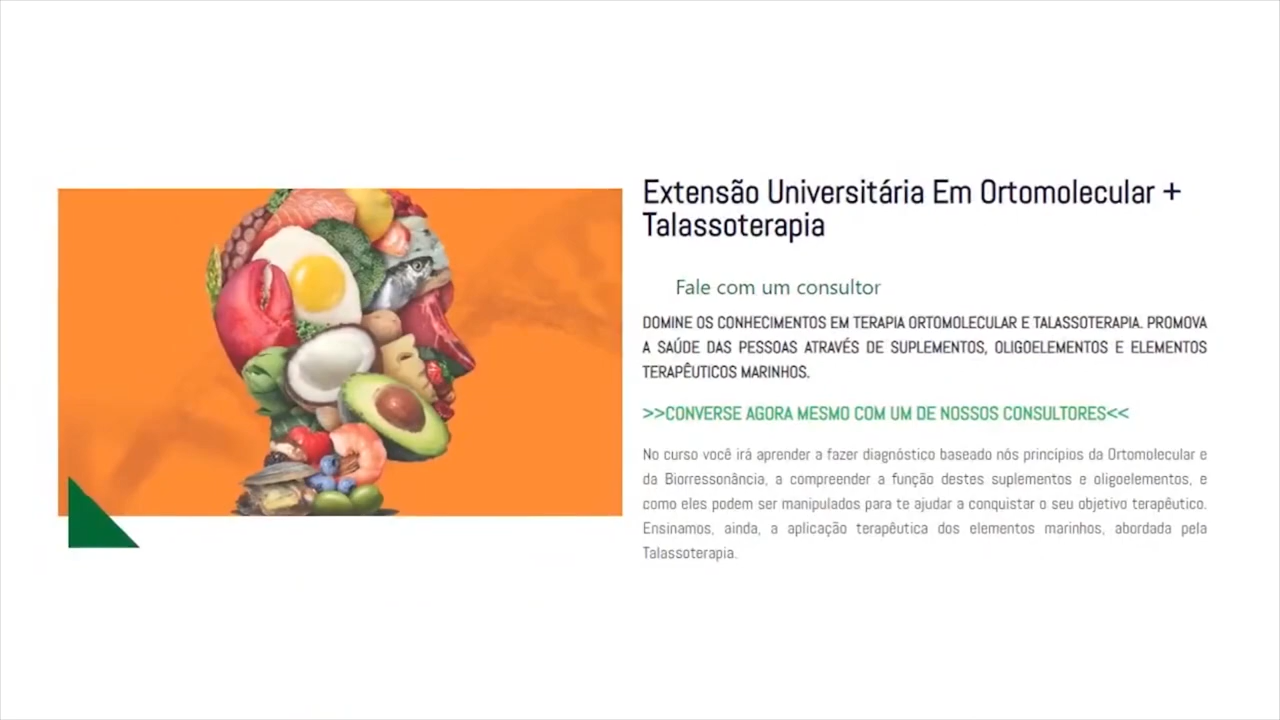 Extensão Universitária Em Ortomolecular +
Talassoterapia
Fale com um consultor
DOMINE OS CONHECIMENTOS EM TERAPIA ORTOMOLECULAR E TALASSOTERAPIA. PROMOVA
A SAÚDE DAS PESSOAS ATRAVÉS DE SUPLEMENTOS, OLIGOELEMENTOS E ELEMENTOS
TERAPÊUTICOS MARINHOS.
>>CONVERSE AGORA MESMO COM UM DE NOSSOS CONSULTORES<<
No curso você irá aprender a fazer diagnóstico baseado nós princípios da Ortomolecular e
da Biorressonância, a compreender a função destes suplementos e oligoelementos, e
como eles podem ser manipulados para te ajudar a conquistar o seu objetivo terapêutico.
Ensinamos, ainda, a aplicação terapêutica dos elementos marinhos, abordada pela
Talassoterapia.